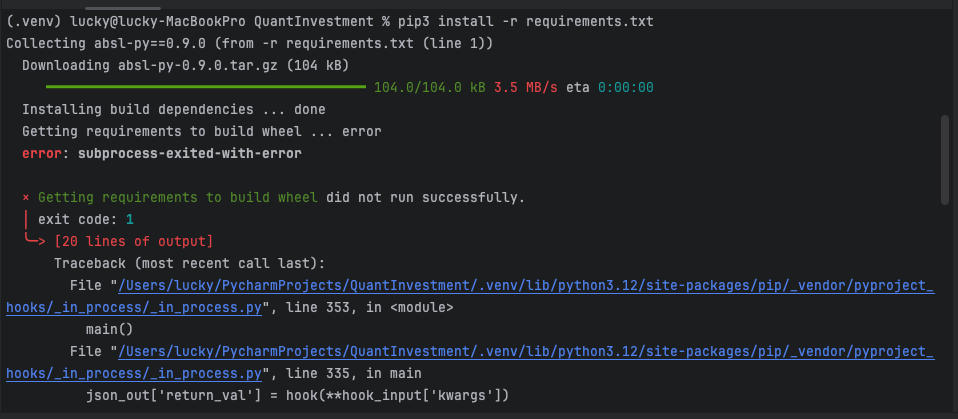 (.venv) lucky@lucky-MacBookPro QuantInvestment % pip3 install -r requirements.txt
Collecting absl-py==0.9.0 (from -r requirements.txt (line 1))
  Downloading absl-py-0.9.0.tar.gz (104 kB)
     ━━━━━━━━━━━━━━━━━━━━━━━━━━━━━━━━━━━━━━━━ 104.0/104.0 kB 3.5 MB/s eta 0:00:00
  Installing build dependencies ... done
  Getting requirements to build wheel ... error
  error: subprocess-exited-with-error

  × Getting requirements to build wheel did not run successfully.
  │ exit code: 1
  ╰─> [20 lines of output]
      Traceback (most recent call last):
        File "/Users/lucky/PycharmProjects/QuantInvestment/.venv/lib/python3.12/site-packages/pip/_vendor/pyproject_
hooks/_in_process/_in_process.py", line 353, in <module>
          main()
        File "/Users/lucky/PycharmProjects/QuantInvestment/.venv/lib/python3.12/site-packages/pip/_vendor/pyproject_
hooks/_in_process/_in_process.py", line 335, in main
          json_out['return_val'] = hook(**hook_input['kwargs'])